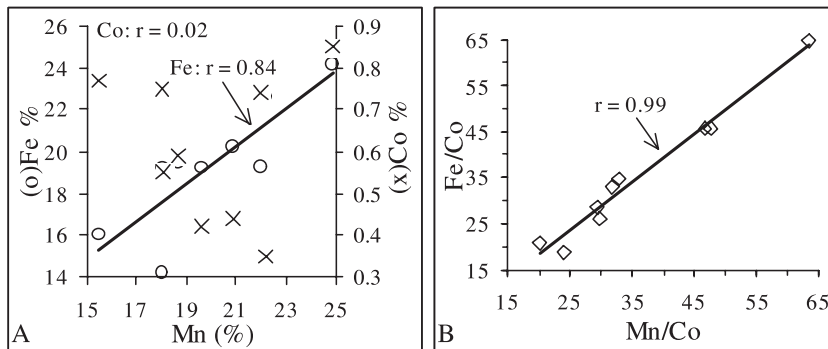 26
24
22
20
18
16
14
(o)Fe %
Co: r = 0.02
Fe: r = 0.84
0.9
0.8
0.7
0.6
0.5
0.4
0.3
(x)Co %
15 17 19 21 23 25
A Mn (%)
65
55
45
35
25
15
Fe/Co
r = 0.99
15 25 35 45 55 65
B Mn/Co